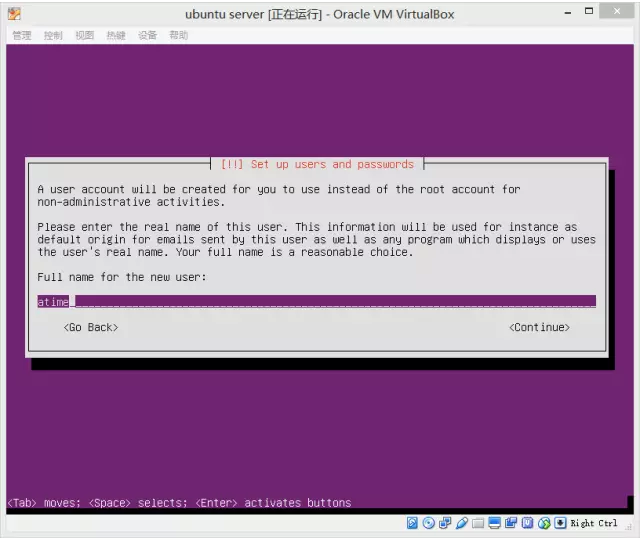 ubuntu server [正在运行] - Oracle VM VirtualBox
管理 控制 视图 热键 设备 帮助
[!!] Set up users and passwords
A user account will be created for you to use instead of the root account for
non-administrative activities.
Please enter the real name of this user. This information will be used for instance as
default origin for emails sent by this user as well as any program which displays or uses
the user's real name. Your full name is a reasonable choice.
Full name for the new user:
atime
<Go Back> <Continue>
<Tab> moves; <Space> selects; <Enter> activates buttons
Right Ctrl